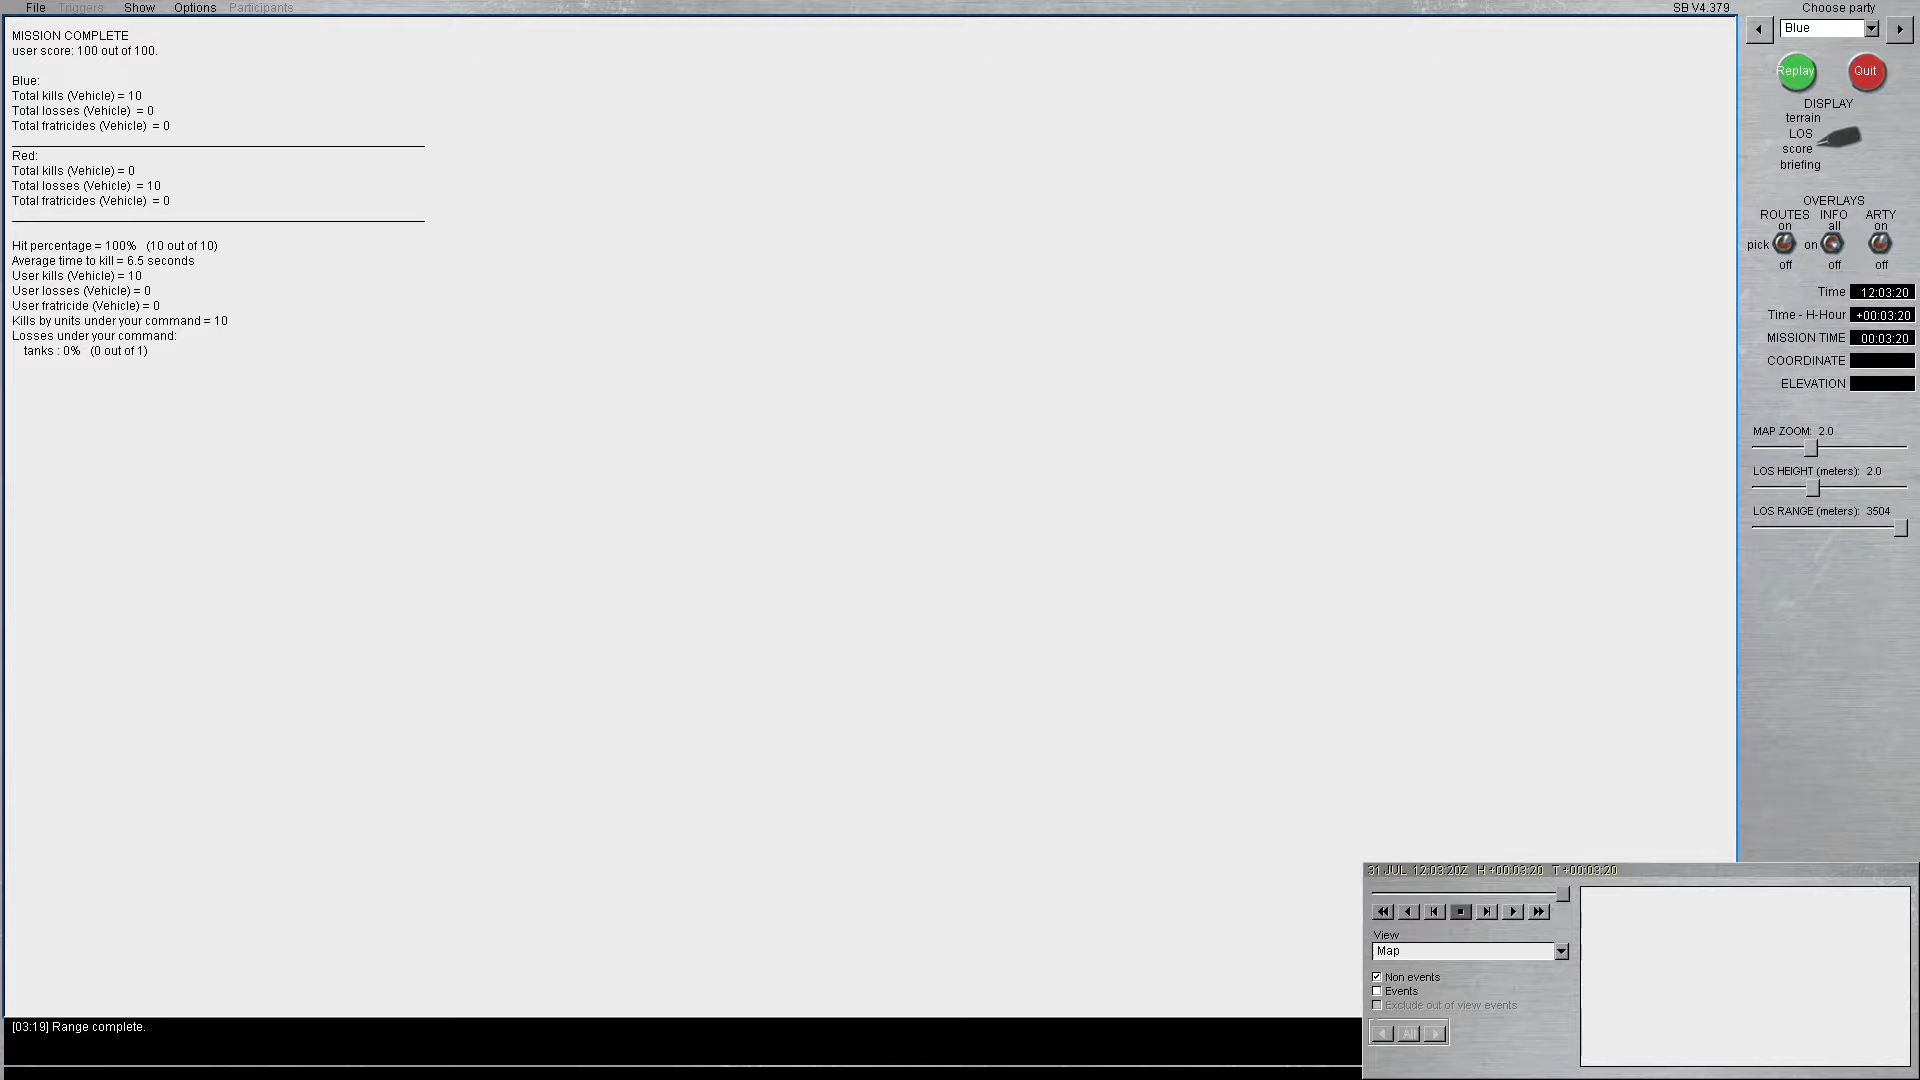 File Triggers Show Options Participants SB V4.379 Choose party
Blue
Replay Quit
MISSION COMPLETE
user score: 100 out of 100.
Blue:
Total kills (Vehicle) = 10
Total losses (Vehicle) = 0
Total fratricides (Vehicle) = 0
Red:
Total kills (Vehicle) = 0
Total losses (Vehicle) = 10
Total fratricides (Vehicle) = 0
Hit percentage = 100% (10 out of 10)
Average time to kill = 6.5 seconds
User kills (Vehicle) = 10
User losses (Vehicle) = 0
User fratricide (Vehicle) = 0
Kills by units under your command = 10
Losses under your command:
tanks : 0% (0 out of 1)
DISPLAY
terrain
LOS
score
briefing
OVERLAYS
ROUTES INFO ARTY
on all on
pick on
off off off
Time 12:03:20
Time - H-Hour +00:03:20
MISSION TIME 00:03:20
COORDINATE
ELEVATION
MAP ZOOM: 2.0
LOS HEIGHT (meters): 2.0
LOS RANGE (meters): 3504
31 JUL 12:03:20Z H +00:03:20 T +00:03:20
View
Map
Non events
Events
Exclude out of view events
All
[03:19] Range complete.